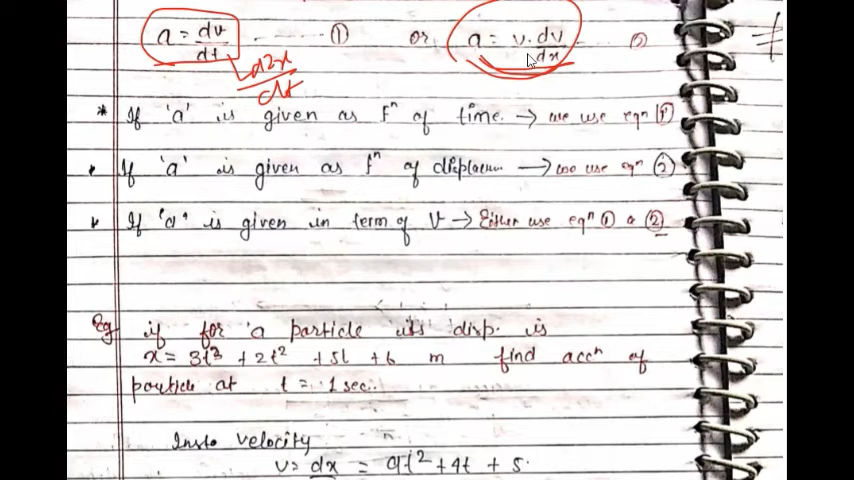 a = dv/dt ........ ① or a = v. dv/dx ... ②
d2x/dt
* If 'a' is given as fⁿ of time. → we use eqⁿ ①
If 'a' is given as fⁿ of displacem → we use eqⁿ ②
If 'a' is given in term of V → Either use eqⁿ ① or ②
Eg. if for a particle its disp. is
x = 3t³ + 2t² + 5t + 6 m find accⁿ of
particle at t = 1 sec.
Insta velocity
v = dx = 9t² + 4t + 5.